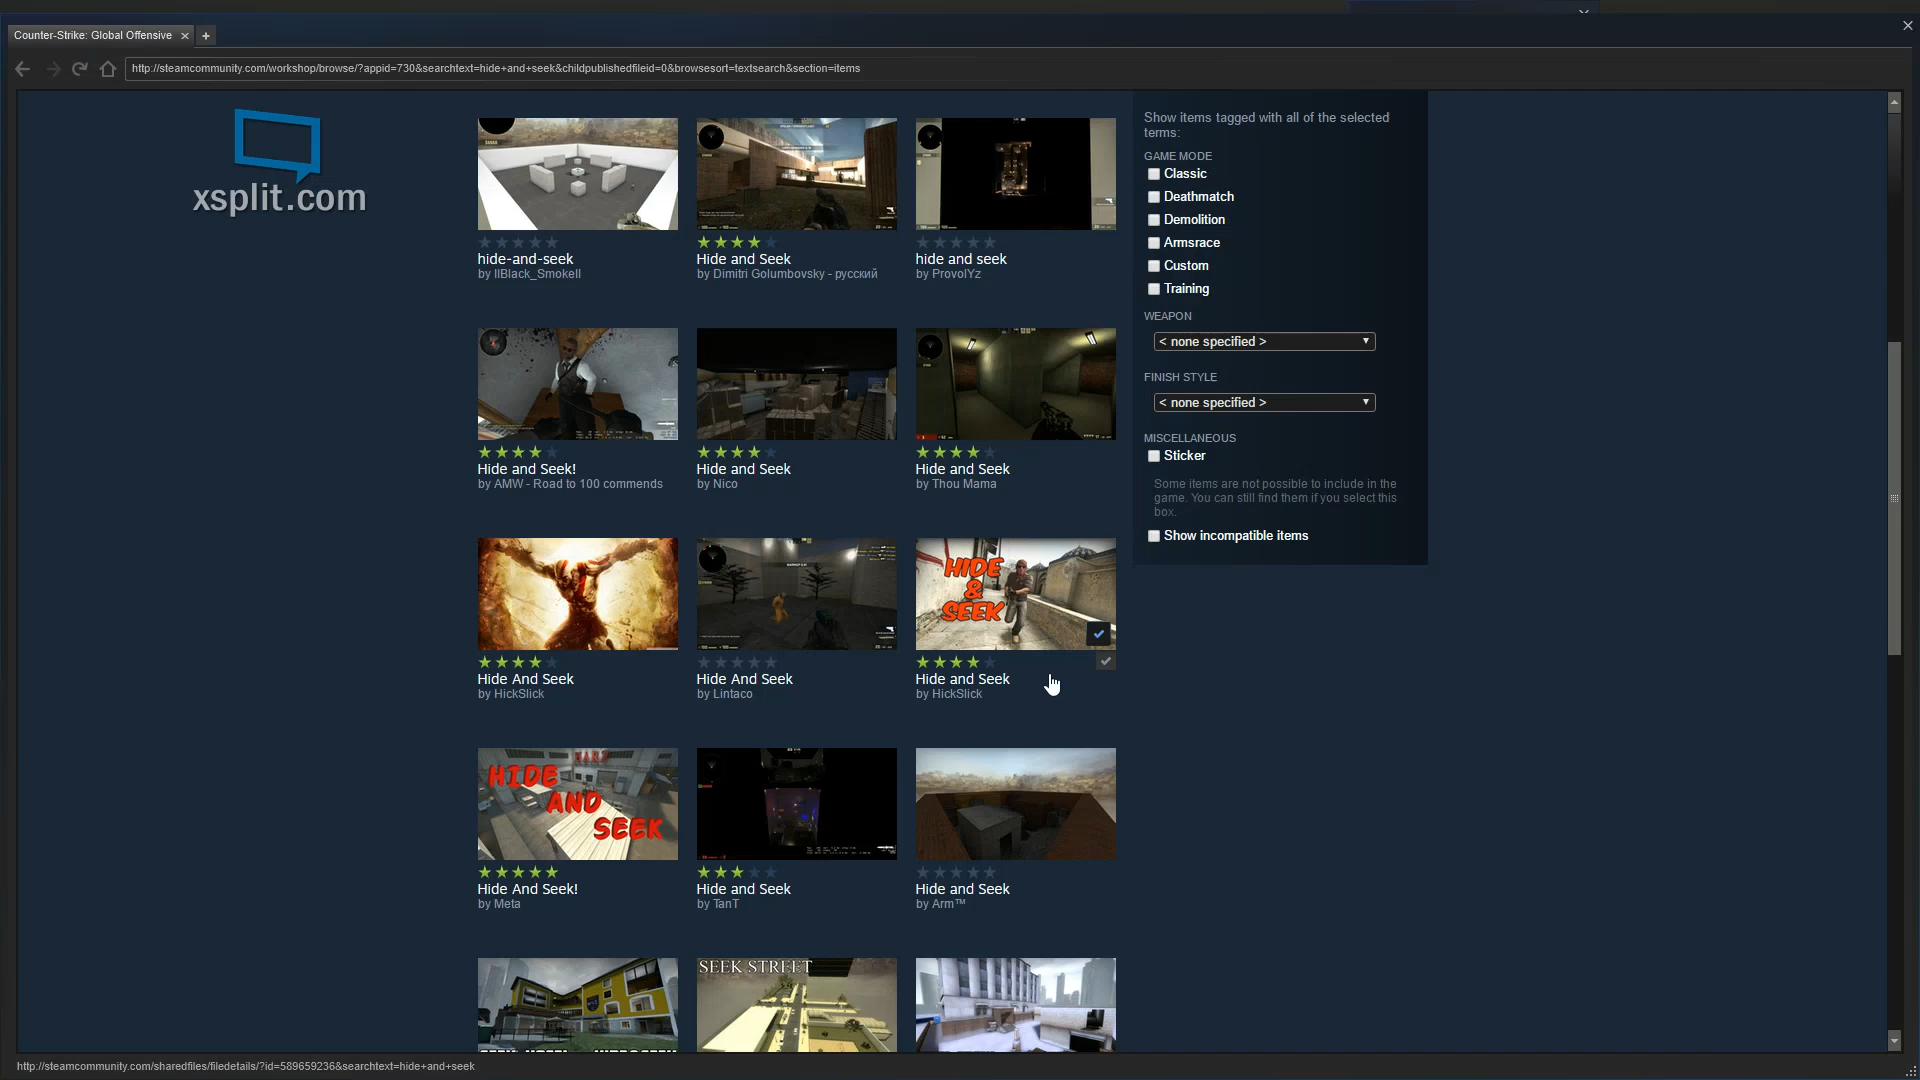 Counter-Strike: Global Offensive
http://steamcommunity.com/workshop/browse/?appid=730&searchtext=hide+and+seek&childpublishedfileid=0&browsesort=textsearch&section=items
xsplit.com
hide-and-seek
by IIBlack_SmokeII
Hide and Seek
by Dimitri Golumbovsky - русский
hide and seek
by ProvolYz
Hide and Seek!
by AMW - Road to 100 commends
Hide and Seek
by Nico
Hide and Seek
by Thou Mama
HIDE
&
SEEK
Hide And Seek
by HickSlick
Hide And Seek
by Lintaco
Hide and Seek
by HickSlick
HIDE
AND
SEEK
Hide And Seek!
by Meta
Hide and Seek
by TanT
Hide and Seek
by Arm™
SEEK STREET
Show items tagged with all of the selected
terms:
GAME MODE
Classic
Deathmatch
Demolition
Armsrace
Custom
Training
WEAPON
< none specified >
FINISH STYLE
< none specified >
MISCELLANEOUS
Sticker
Some items are not possible to include in the
game. You can still find them if you select this
box.
Show incompatible items
http://steamcommunity.com/sharedfiles/filedetails/?id=589659236&searchtext=hide+and+seek